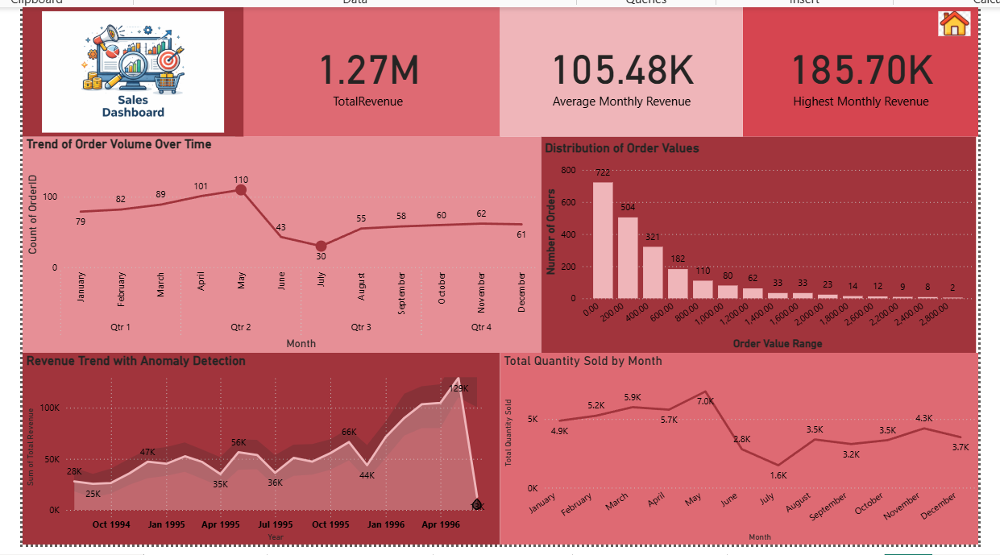 Clipboard Data Queries Insert
Sales
Dashboard
1.27M
TotalRevenue
105.48K
Average Monthly Revenue
185.70K
Highest Monthly Revenue
Trend of Order Volume Over Time
Count of OrderID
100
0
79
82
89
101
110
43
30
55
58
60
62
61
January
February
March
April
May
June
July
August
September
October
November
December
Qtr 1
Qtr 2
Qtr 3
Qtr 4
Month
Distribution of Order Values
Number of Orders
800
600
400
200
0
722
504
321
182
110
80
62
33
33
23
14
12
9
8
2
0.00
200.00
400.00
600.00
800.00
1,000.00
1,200.00
1,400.00
1,600.00
2,000.00
1,800.00
2,600.00
2,200.00
2,400.00
2,800.00
Order Value Range
Revenue Trend with Anomaly Detection
Sum of Total Revenue
100K
50K
0K
28K
25K
47K
35K
56K
36K
66K
44K
129K
13K
Oct 1994
Jan 1995
Apr 1995
Jul 1995
Oct 1995
Jan 1996
Apr 1996
Year
Total Quantity Sold by Month
Total Quantity Sold
5K
0K
4.9K
5.2K
5.9K
5.7K
7.0K
2.8K
1.6K
3.5K
3.2K
3.5K
4.3K
3.7K
January
February
March
April
May
June
July
August
September
October
November
December
Month